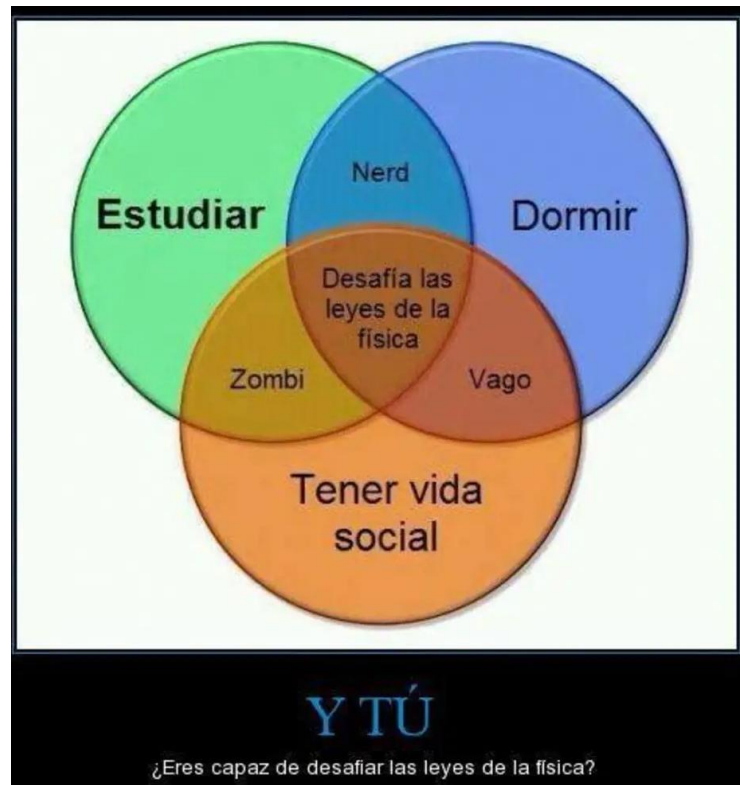 Nerd
Estudiar
Dormir
Desafía las
leyes de la
física
Zombi
Vago
Tener vida
social
Y TÚ
¿Eres capaz de desafiar las leyes de la física?